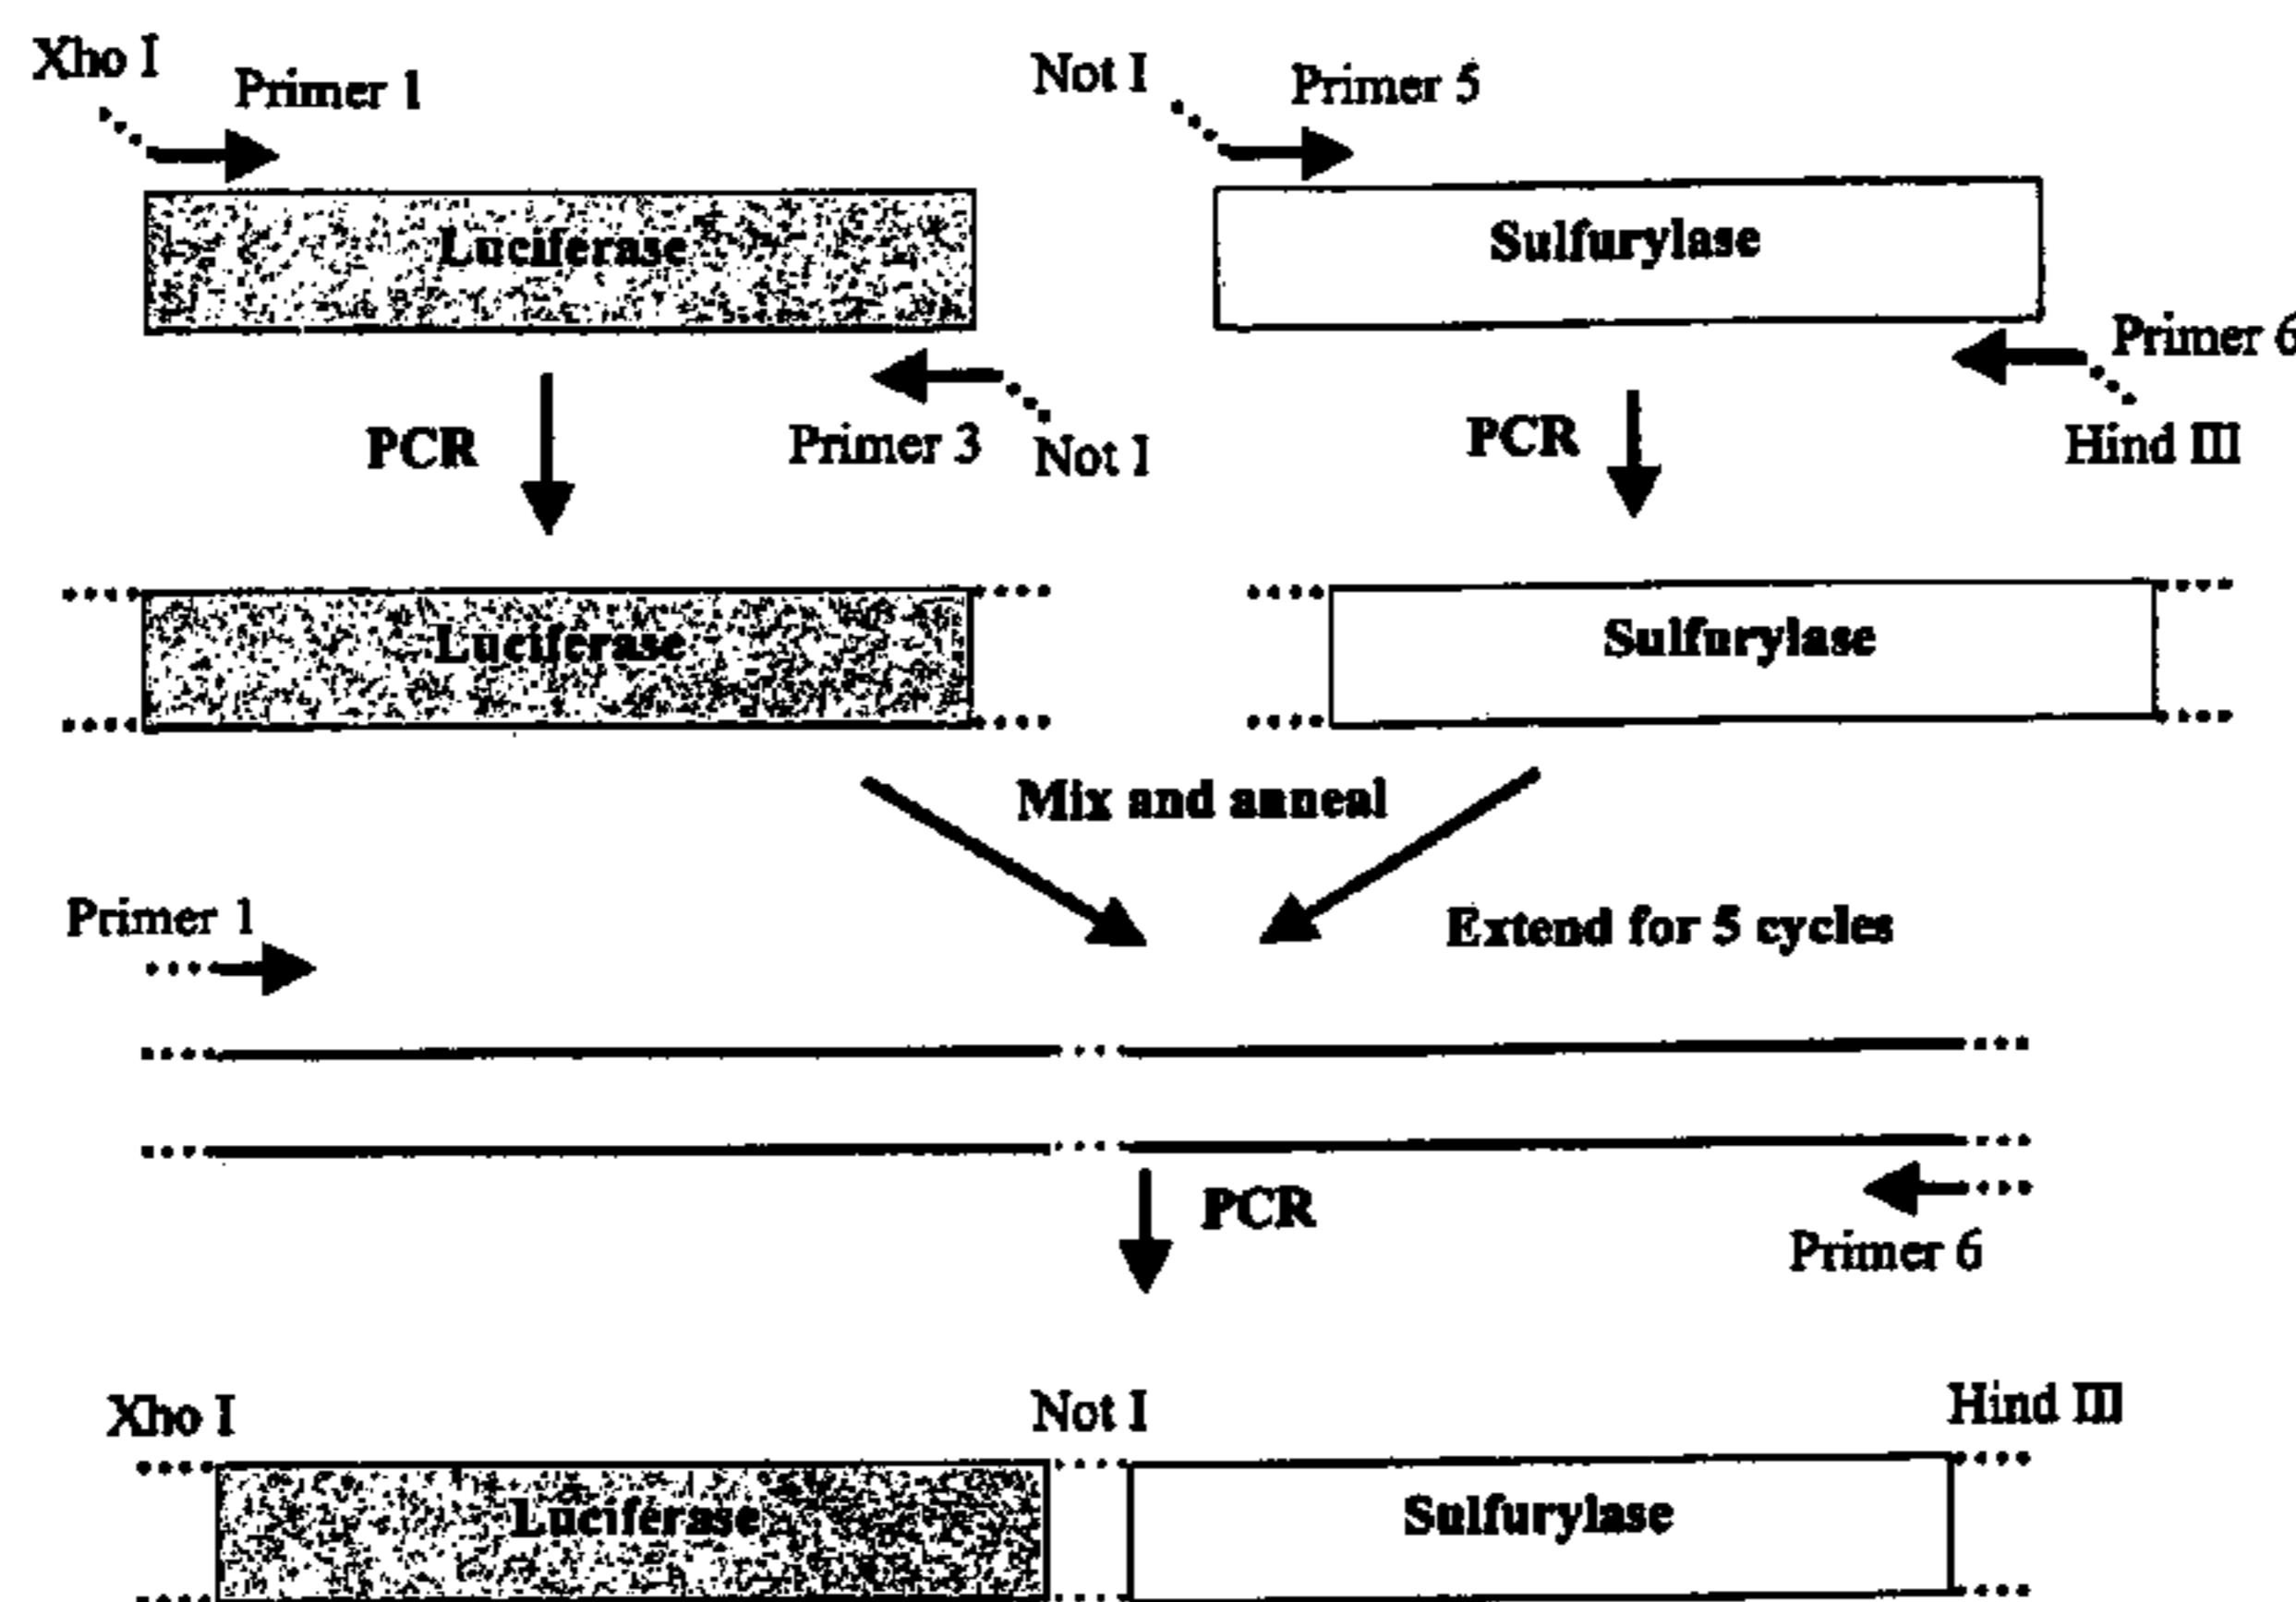 Xho I
Primer 1
Not I
Primer 5
Luciferase
Sulfurylase
Primer 6
PCR
Primer 3
Not I
PCR
Hind III
Luciferase
Sulfurylase
Mix and anneal
Primer 1
Extend for 5 cycles
PCR
Primer 6
Xho I
Not I
Hind III
Luciferase
Sulfurylase